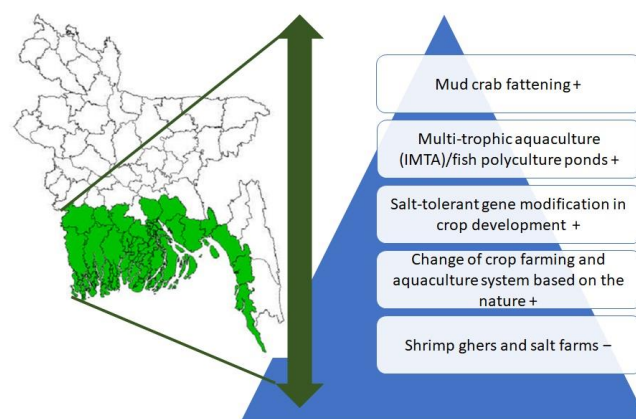 Mud crab fattening +
Multi-trophic aquaculture
(IMTA)/fish polyculture ponds +
Salt-tolerant gene modification in
crop development +
Change of crop farming and
aquaculture system based on the
nature +
Shrimp ghers and salt farms –